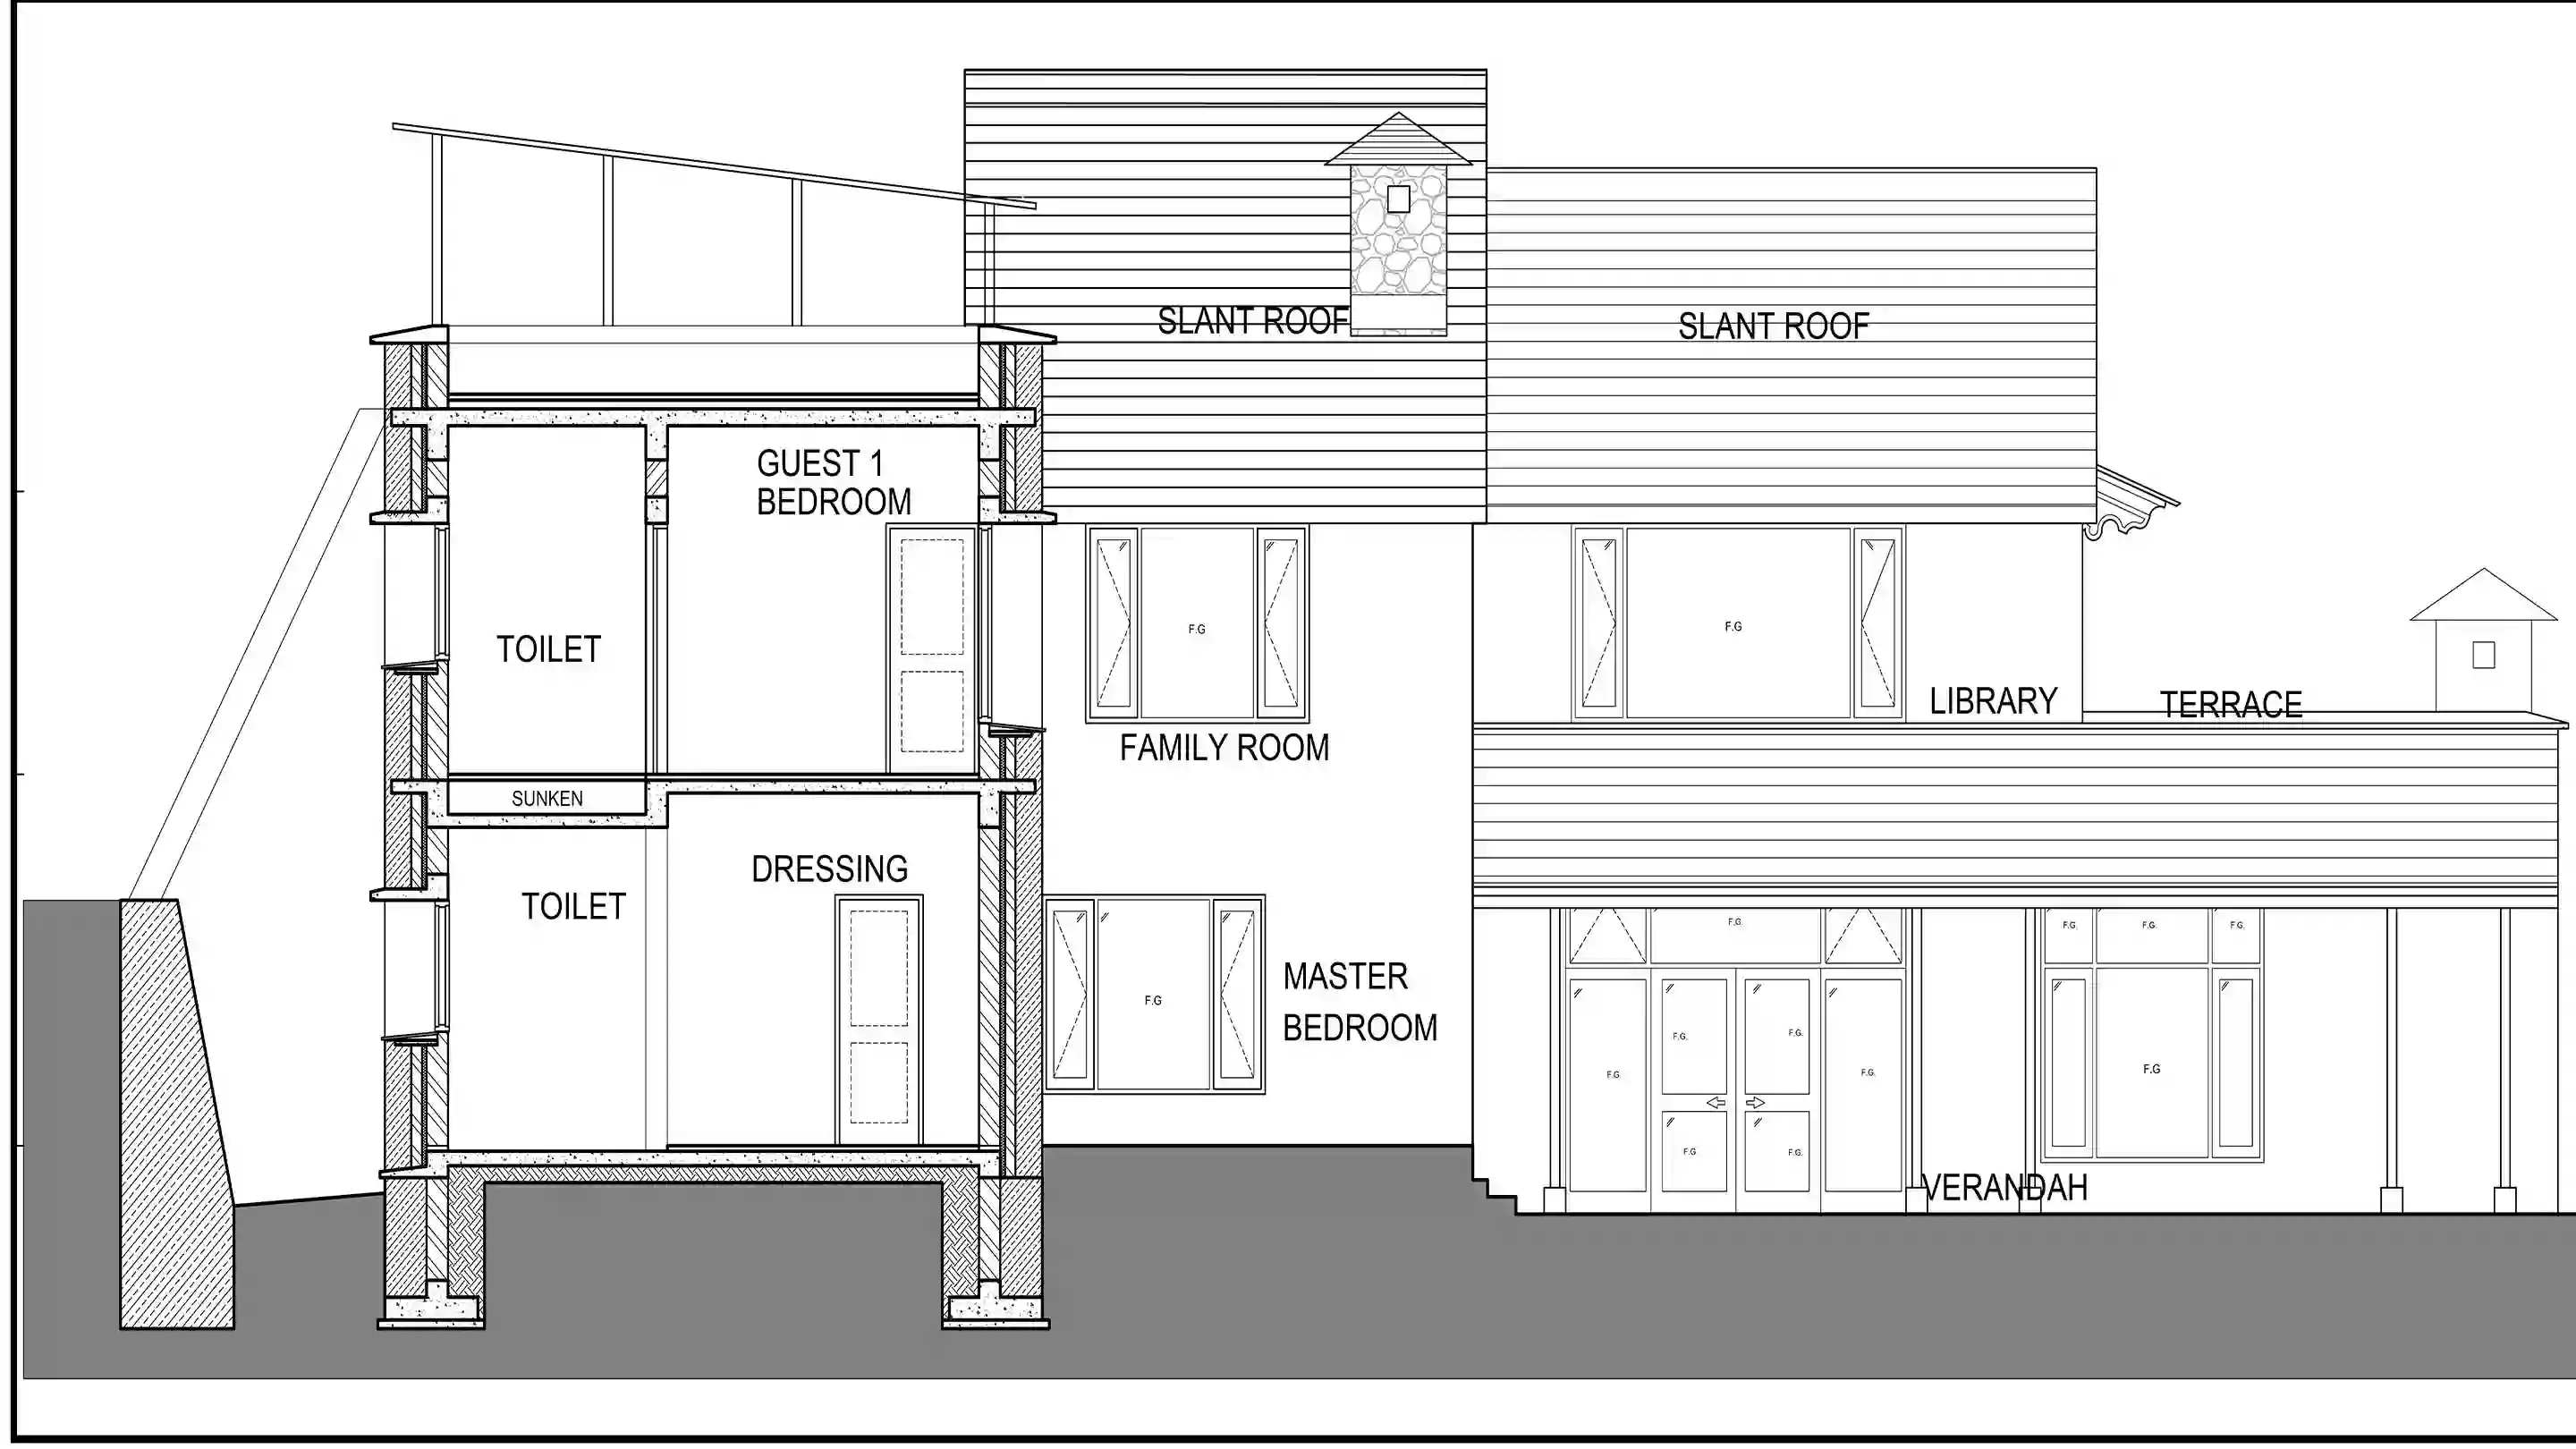 SLANT ROOF
SLANT ROOF
GUEST 1
BEDROOM
TOILET
F.G
F.G
LIBRARY
TERRACE
FAMILY ROOM
SUNKEN
DRESSING
TOILET
MASTER
BEDROOM
F.G
F.G.
F.G.
F.G.
F.G.
F.G.
F.G.
F.G.
F.G.
F.G
F.G
F.G.
VERANDAH